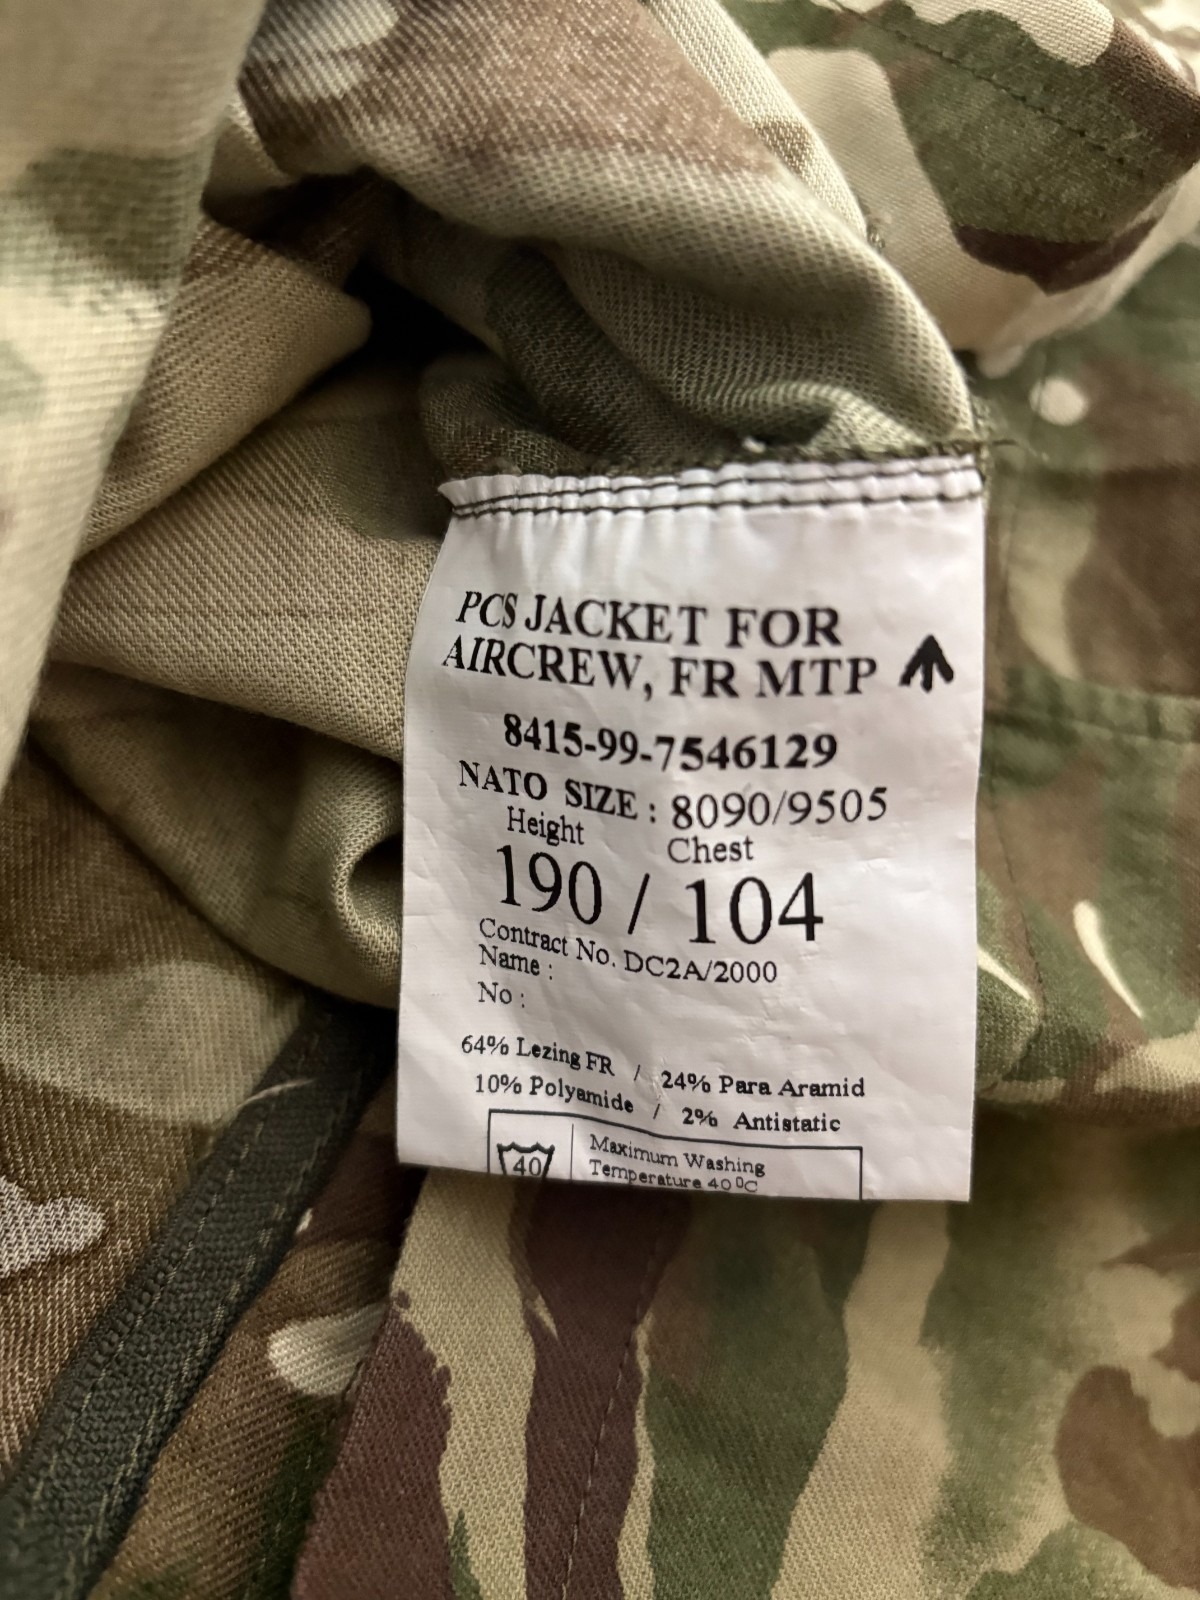 PCS JACKET FOR
AIRCREW, FR MTP
8415-99-7546129
NATO SIZE : 8090/9505
Height Chest
190 / 104
Contract No. DC2A/2000
Name :
No :
64% Lezing FR / 24% Para Aramid
10% Polyamide / 2% Antistatic
40 Maximum Washing
Temperature 40 ⁰C